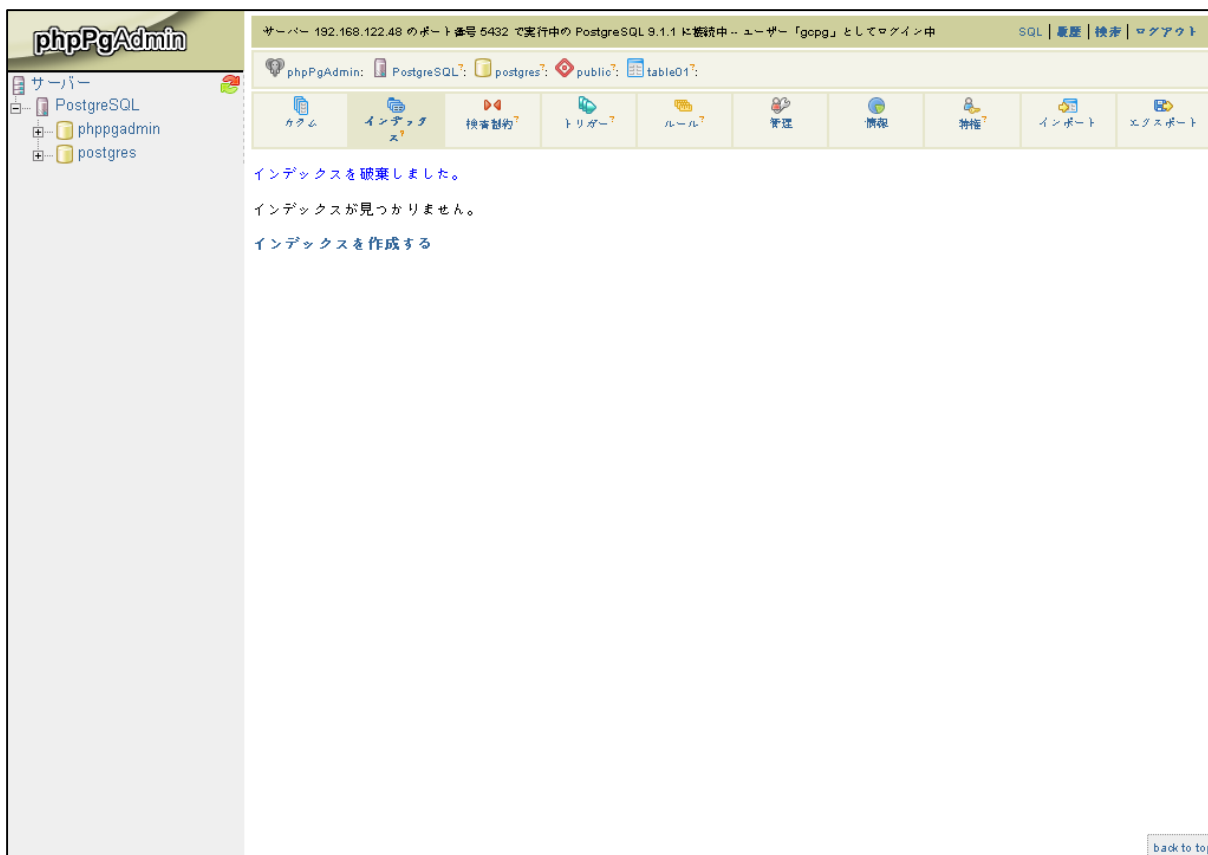 phpPgAdmin
サーバー
PostgreSQL
phppgadmin
postgres
サーバー 192.168.122.48 のポート番号 5432 で実行中の PostgreSQL 9.1.1 に接続中 -- ユーザー「gopg」としてログイン中
SQL | 履歴 | 検索 | ログアウト
phpPgAdmin: PostgreSQL?: postgres?: public?: table01?:
カラム
インデックス?
検査制約?
トリガー?
ルール?
管理
情報
特権?
インポート
エクスポート
インデックスを破棄しました。
インデックスが見つかりません。
インデックスを作成する
back to top